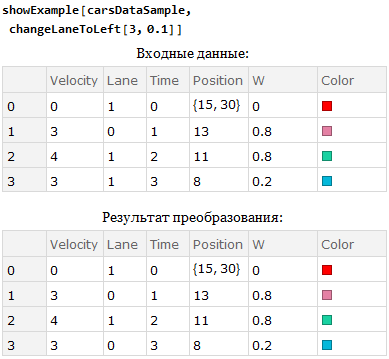 showExample[carsDataSample,
changeLaneToLeft[3, 0.1]]
Входные данные:
Velocity Lane Time Position W Color
0 0 1 0 {15, 30} 0
1 3 0 1 13 0.8
2 4 1 2 11 0.8
3 3 1 3 8 0.2
Результат преобразования:
Velocity Lane Time Position W Color
0 0 1 0 {15, 30} 0
1 3 0 1 13 0.8
2 4 1 2 11 0.8
3 3 0 3 8 0.2